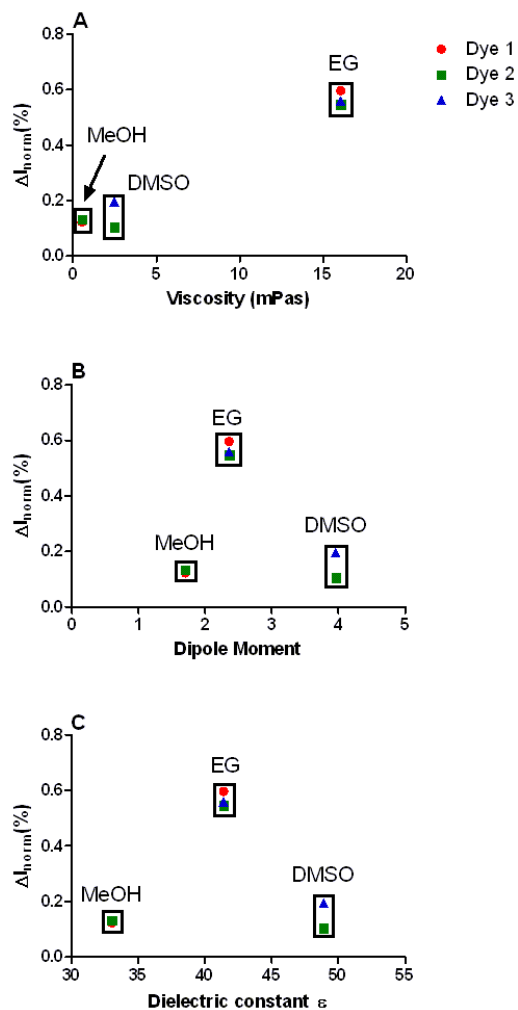 A
0.8
0.6
0.4
0.2
0.0
ΔInorm(%)
EG
MeOH
DMSO
0 5 10 15 20
Viscosity (mPas)
Dye 1
Dye 2
Dye 3
B
0.8
0.6
0.4
0.2
0.0
ΔInorm(%)
EG
MeOH
DMSO
0 1 2 3 4 5
Dipole Moment
C
0.8
0.6
0.4
0.2
0.0
ΔInorm(%)
EG
MeOH
DMSO
30 35 40 45 50 55
Dielectric constant ε